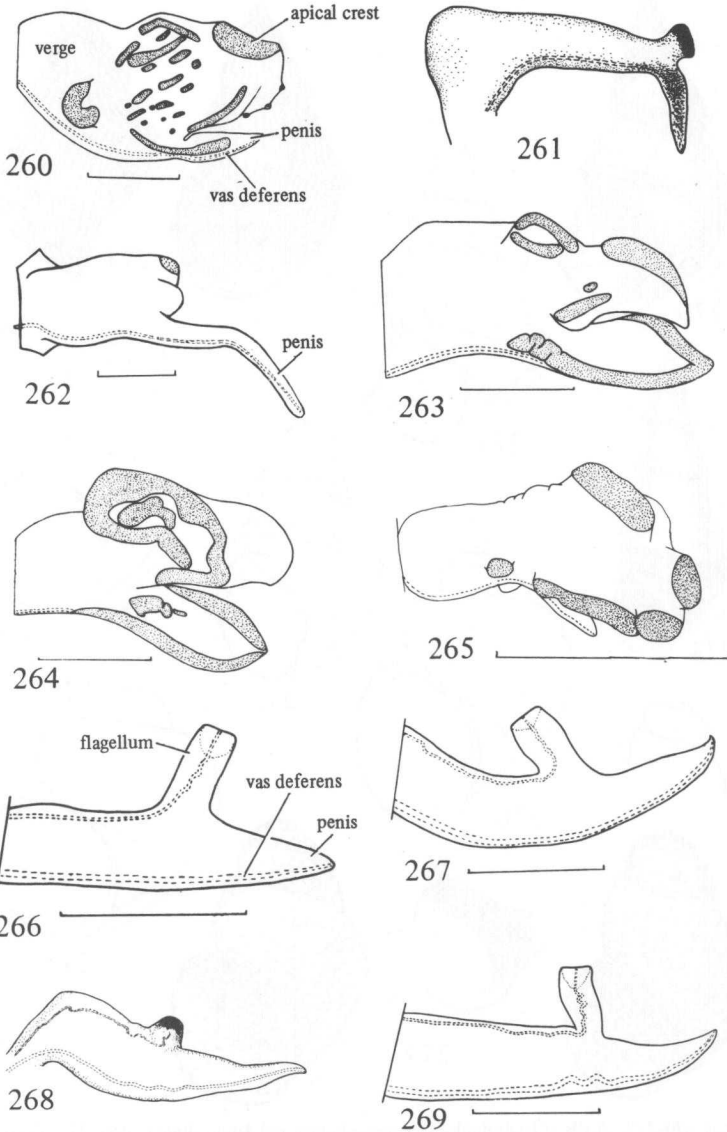 apical crest
verge
penis
260
vas deferens
261
penis
262
263
264
265
flagellum
vas deferens
penis
266
267
268
269